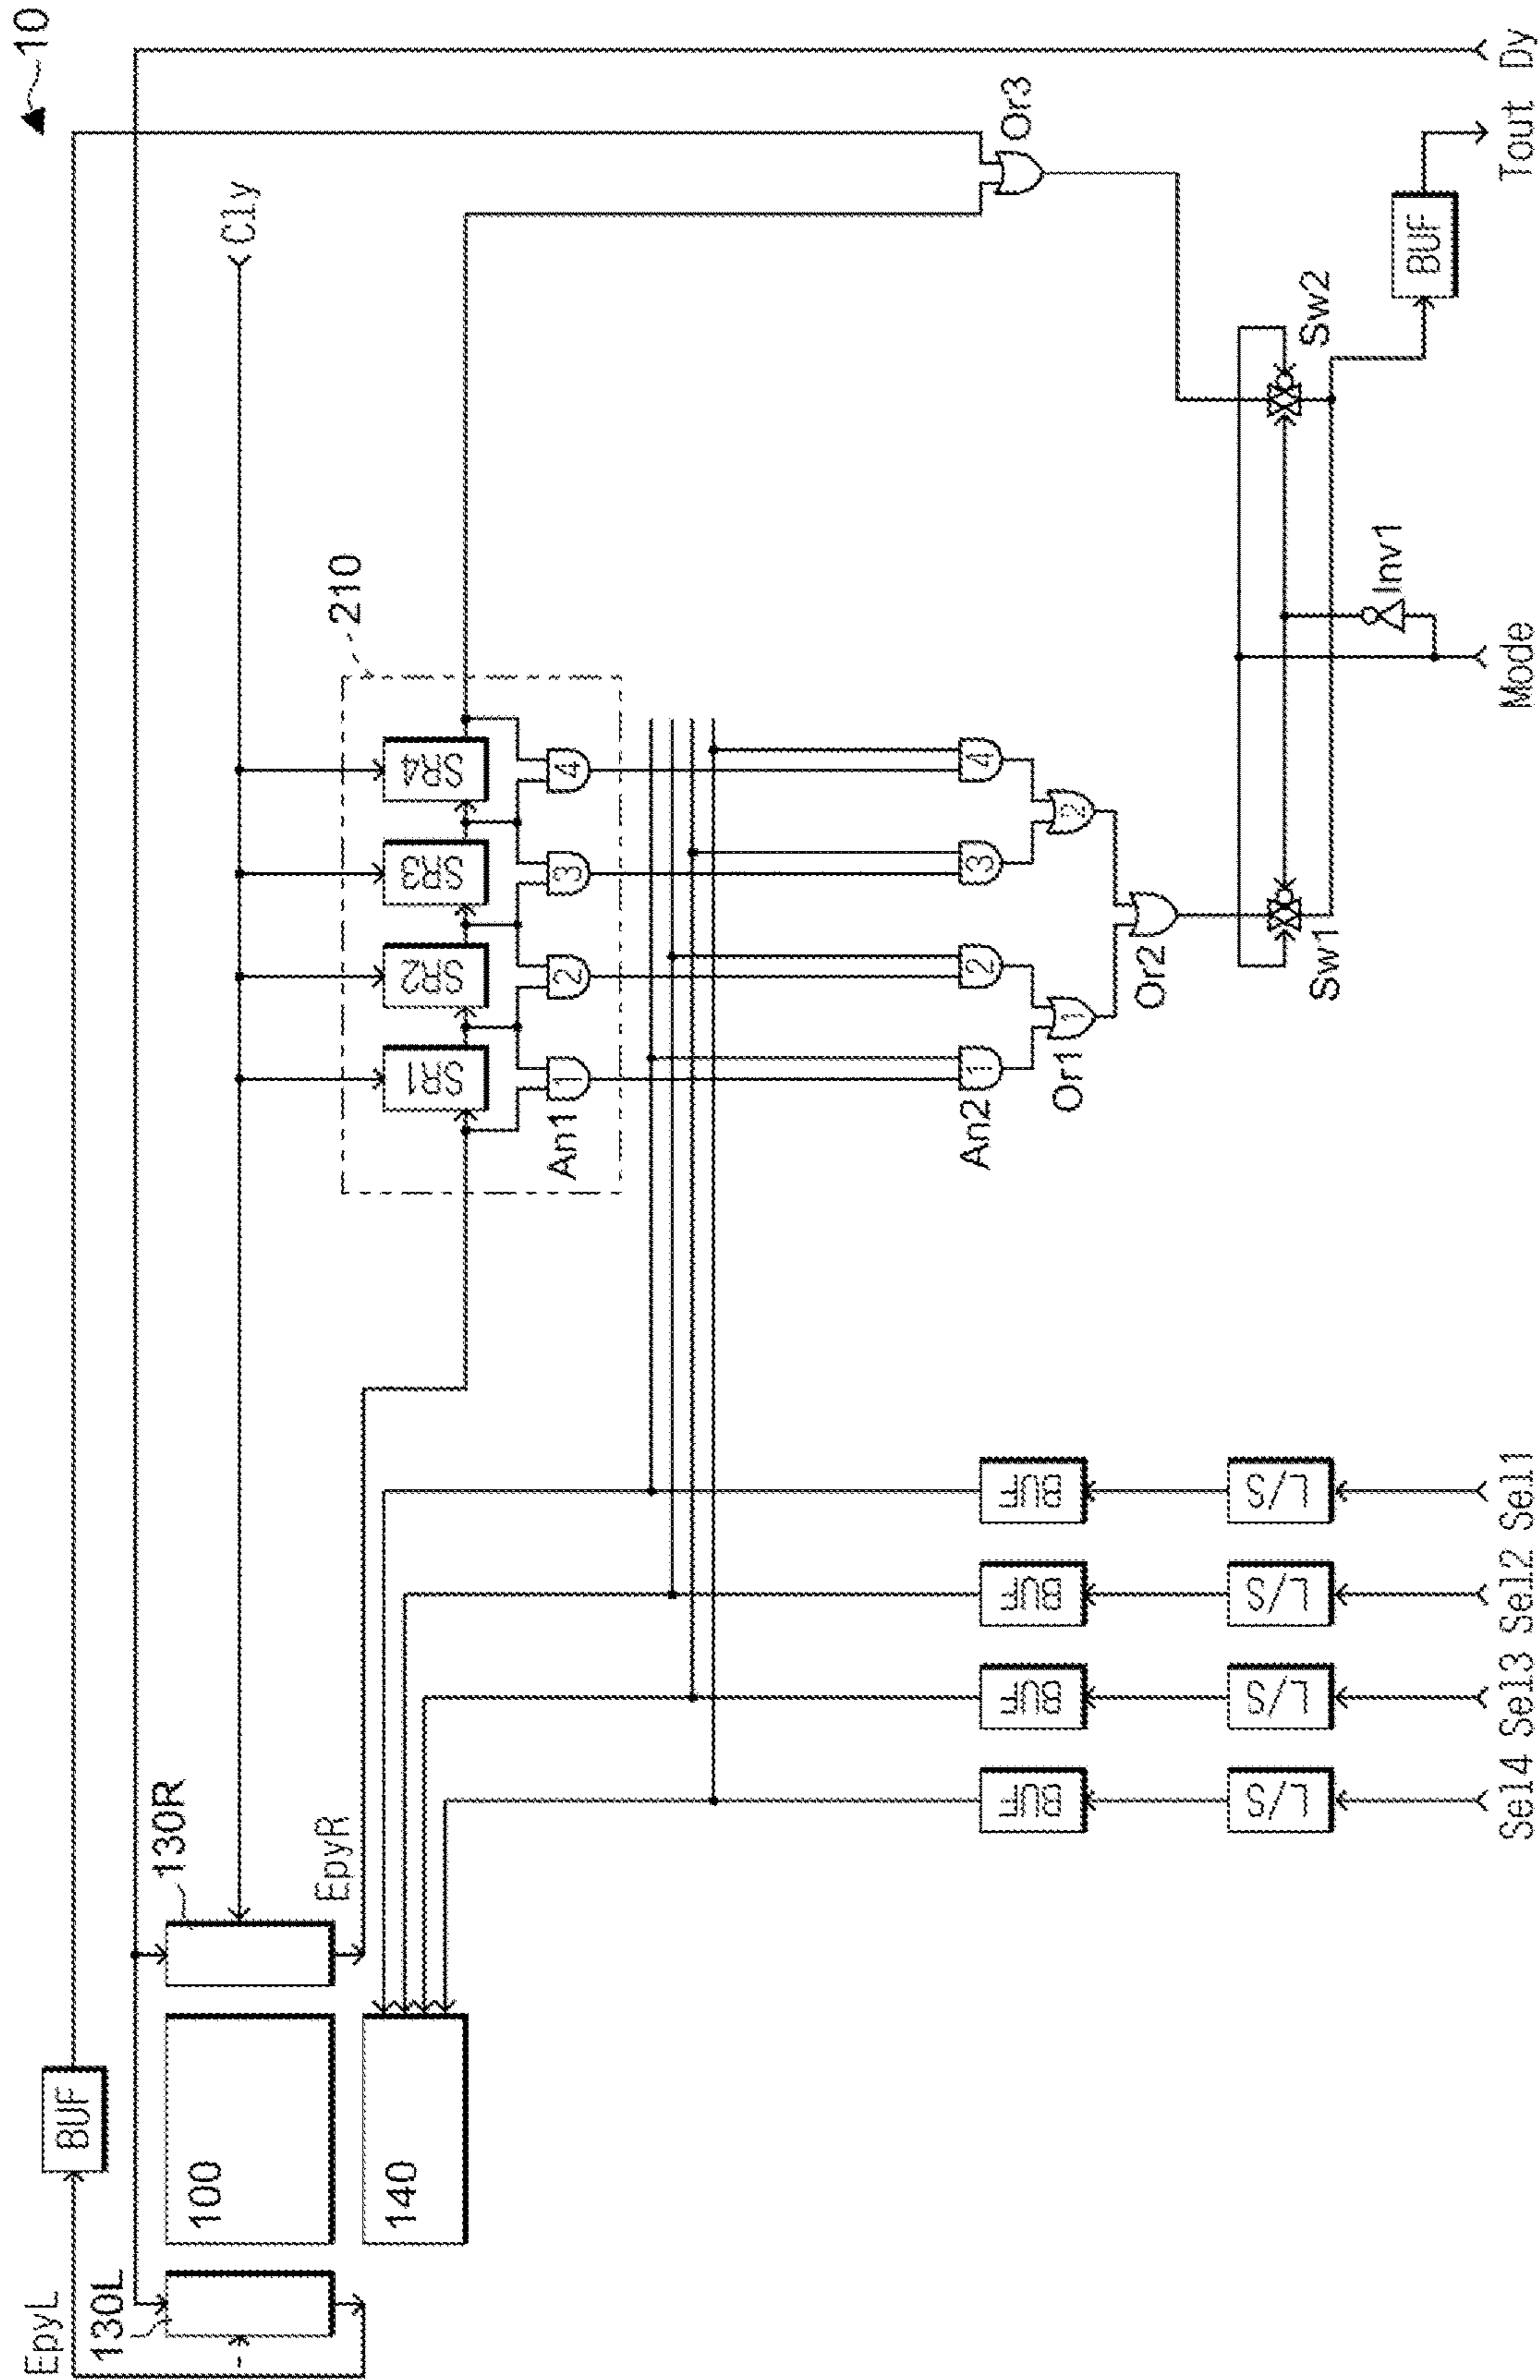 10
EpyL
BUF
130L
100
130R
Cly
EpyR
140
210
SR1
SR2
SR3
SR4
An1
1
2
3
4
Or3
An2
1
2
3
4
Or1
1
2
Or2
BUF
BUF
BUF
BUF
L/S
L/S
L/S
L/S
Sw1
Sw2
Inv1
BUF
Sel4 Sel3 Sel2 Sel1
Mode
Tout
Dy